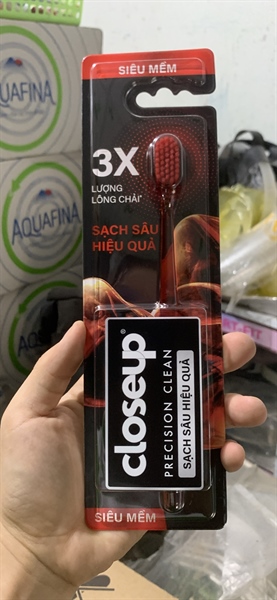 SIÊU MỀM
3X
LƯỢNG
LÔNG CHẢI*
SẠCH SÂU
HIỆU QUẢ
closeup®
PRECISION CLEAN
SẠCH SÂU HIỆU QUẢ
SIÊU MỀM
AQUAFINA
AQUAFINA